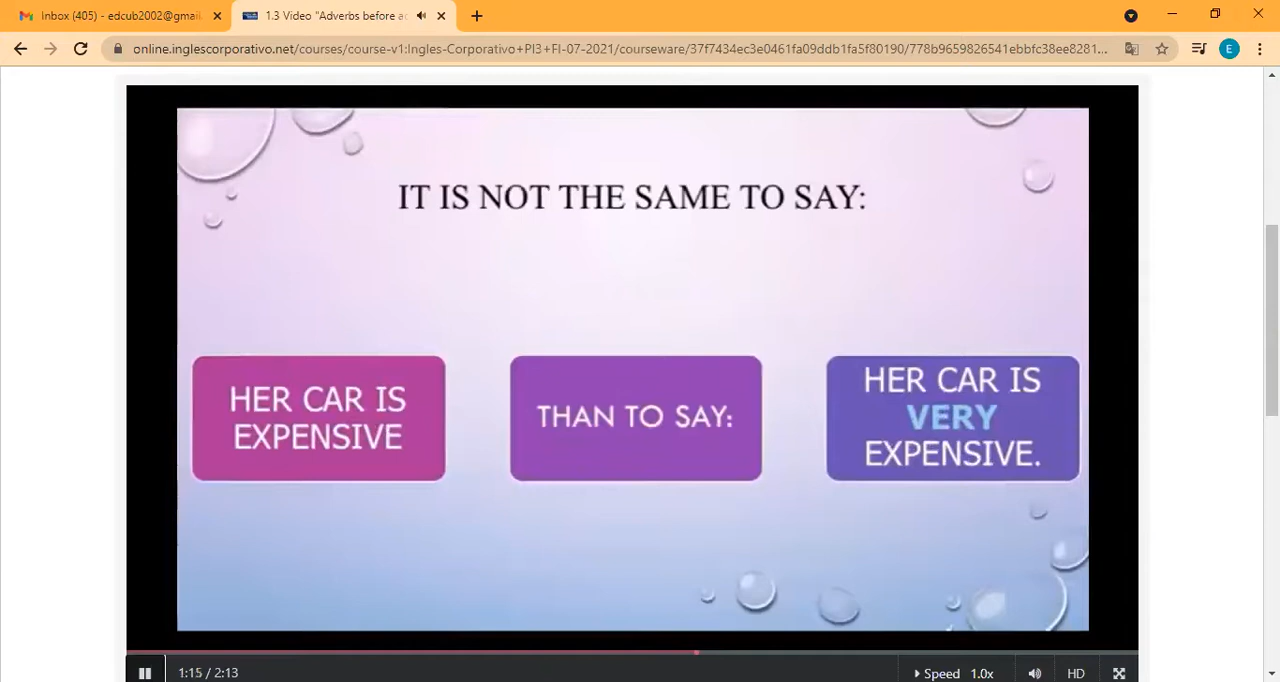 Inbox (405) - edcub2002@gmai
1.3 Video "Adverbs before ac
online.inglescorporativo.net/courses/course-v1:Ingles-Corporativo+PI3+FI-07-2021/courseware/37f7434ec3e0461fa09ddb1fa5f80190/778b9659826541ebbfc38ee8281...
E
IT IS NOT THE SAME TO SAY:
HER CAR IS
EXPENSIVE
THAN TO SAY:
HER CAR IS
VERY
EXPENSIVE.
1:15 / 2:13
Speed 1.0x
HD